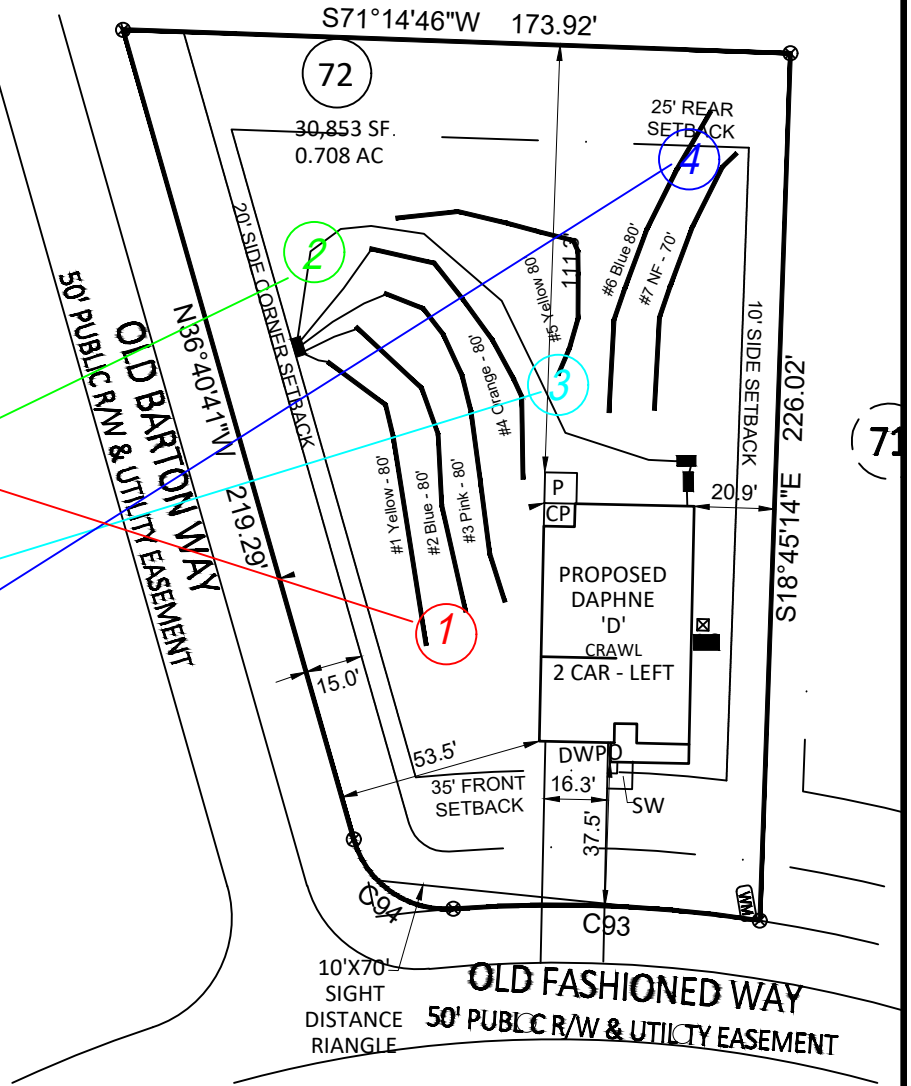 S71°14'46"W 173.92'
72
30,853 SF.
0.708 AC
25' REAR
SETBACK
4
2
20' SIDE CORNER SETBACK
50' PUBLIC R/W & UTILITY EASEMENT
OLD BARTON WAY
N36°40'41"W 219.29'
#5 Yellow 80'
#6 Blue 80'
#7 NF - 70'
10' SIDE SETBACK
S18°45'14"E 226.02'
71
3
#4 Orange - 80'
#1 Yellow - 80'
#2 Blue - 80'
#3 Pink - 80'
P
CP
20.9'
PROPOSED
DAPHNE
'D'
CRAWL
2 CAR - LEFT
1
15.0'
53.5'
35' FRONT
SETBACK
16.3'
SW
37.5'
WM
C94
C93
10'X70'
SIGHT
DISTANCE
RIANGLE
OLD FASHIONED WAY
50' PUBLIC R/W & UTILITY EASEMENT